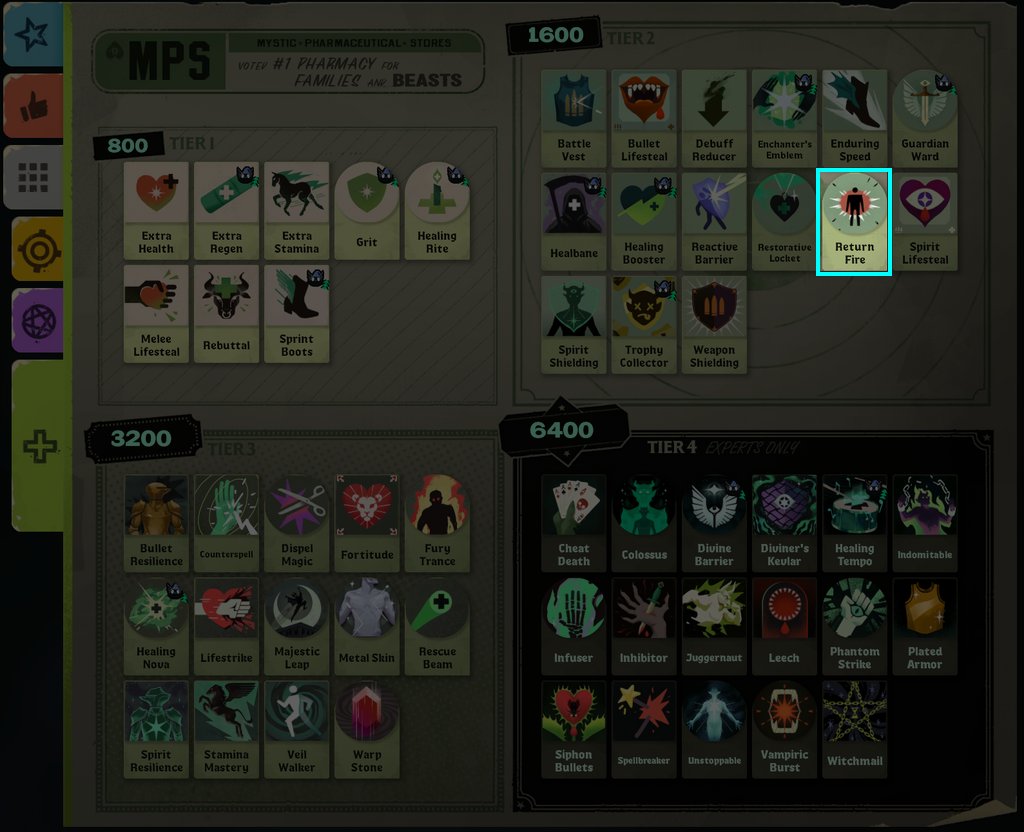 MPS
MYSTIC • PHARMACEUTICAL • STORES
VOTED #1 PHARMACY FOR
FAMILIES AND BEASTS
800 TIER 1
Extra
Health
Extra
Regen
Extra
Stamina
Grit
Healing
Rite
Melee
Lifesteal
Rebuttal
Sprint
Boots
1600 TIER 2
Battle
Vest
Bullet
Lifesteal
Debuff
Reducer
Enchanter's
Emblem
Enduring
Speed
Guardian
Ward
Healbane
Healing
Booster
Reactive
Barrier
Restorative
Locket
Return
Fire
Spirit
Lifesteal
Spirit
Shielding
Trophy
Collector
Weapon
Shielding
3200 TIER 3
Bullet
Resilience
Counterspell
Dispel
Magic
Fortitude
Fury
Trance
Healing
Nova
Lifestrike
Majestic
Leap
Metal Skin
Rescue
Beam
Spirit
Resilience
Stamina
Mastery
Veil
Walker
Warp
Stone
6400 TIER 4 EXPERTS ONLY
Cheat
Death
Colossus
Divine
Barrier
Diviner's
Kevlar
Healing
Tempo
Indomitable
Infuser
Inhibitor
Juggernaut
Leech
Phantom
Strike
Plated
Armor
Siphon
Bullets
Spellbreaker
Unstoppable
Vampiric
Burst
Witchmail